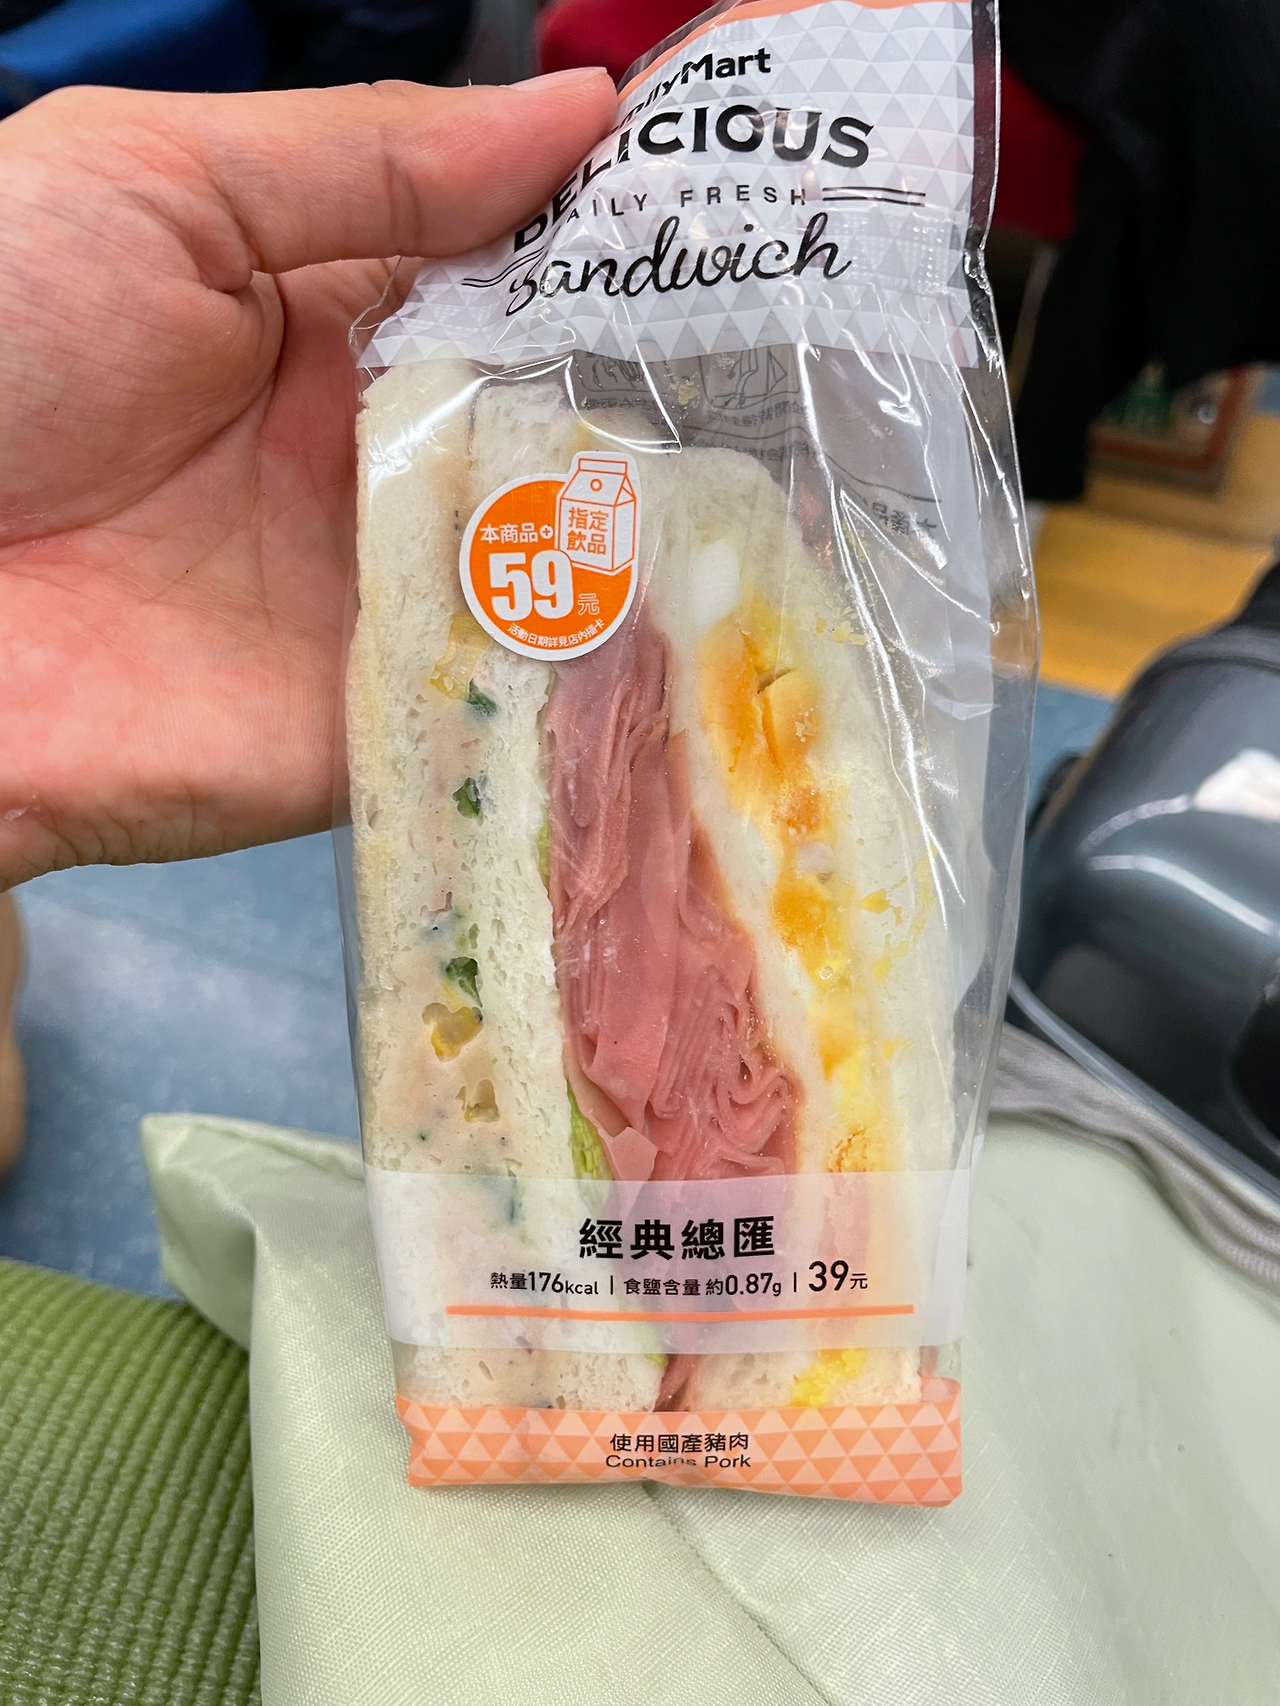 FamilyMart
DELICIOUS
DAILY FRESH
Sandwich
指定
飲品
本商品+
59元
活動日期詳見店內插卡
經典總匯
熱量176kcal | 食鹽含量 約0.87g | 39元
使用國產豬肉
Contains Pork